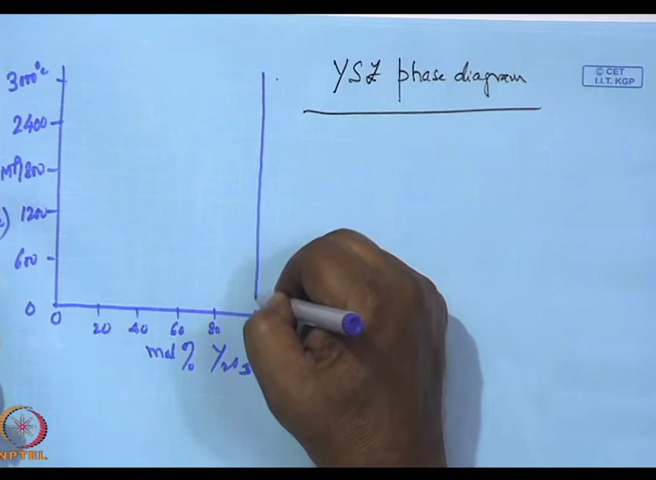 YSZ phase diagram
© CET
I.I.T. KGP
3000°c
2400
1800
1200
600
0
0 20 40 60 80
mol % Y2O3
NPTEL